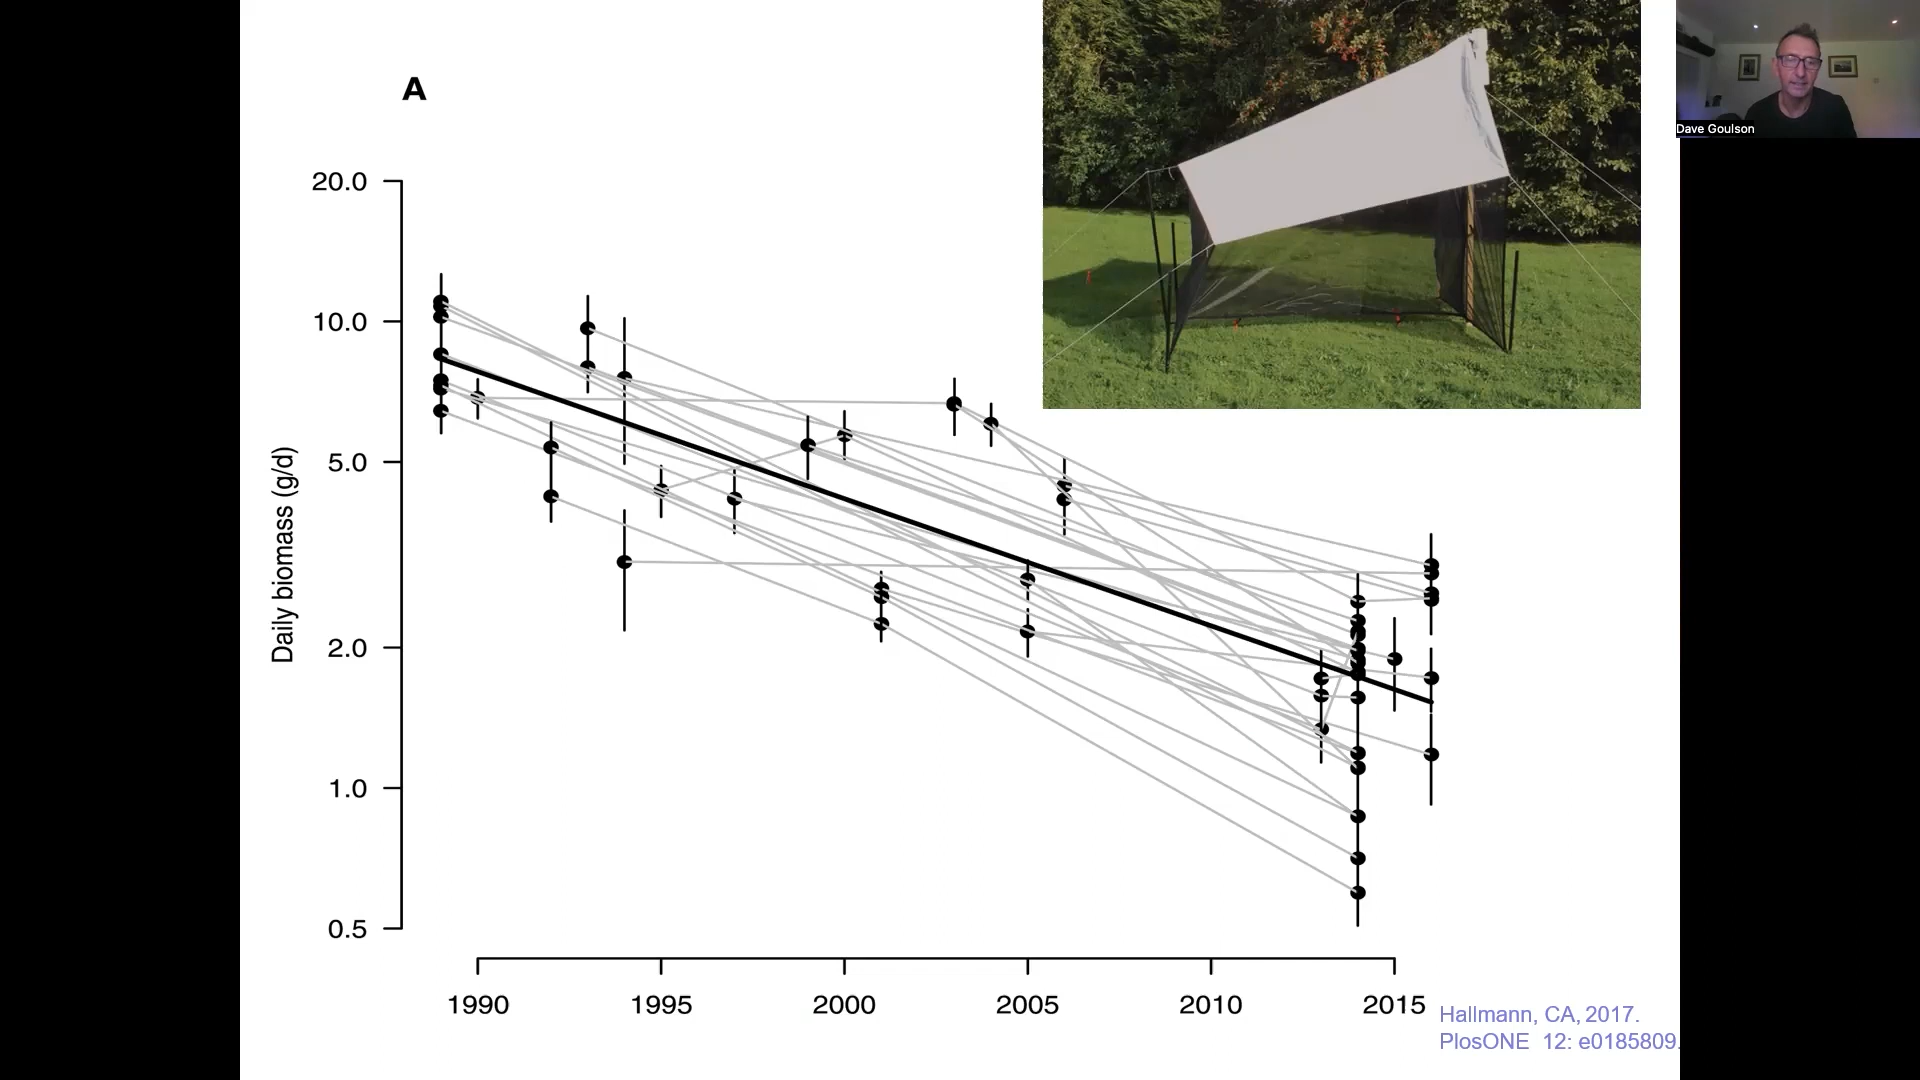 A
Dave Goulson
20.0
10.0
5.0
2.0
1.0
0.5
Daily biomass (g/d)
1990
1995
2000
2005
2010
2015
Hallmann, CA, 2017.
PlosONE 12: e0185809.